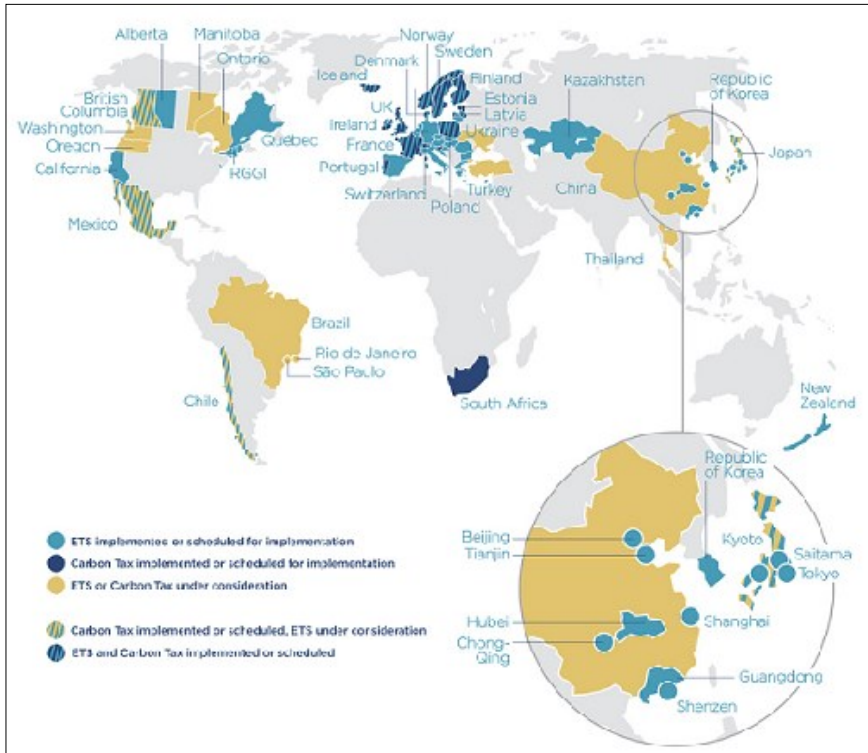 Alberta
Manitoba
Ontario
British
Columbia
Washington
Oregon
California
Québec
RGGI
Mexico
Norway
Sweden
Denmark
Finland
Iceland
UK
Ireland
France
Portugal
Estonia
Latvia
Ukraine
Switzerland
Poland
Turkey
Kazakhstan
Republic
of Korea
Japan
China
Thailand
Brazil
Rio de Janeiro
São Paulo
Chile
South Africa
New
Zealand
Republic
of Korea
Beijing
Tianjin
Kyoto
Saitama
Tokyo
Hubei
Shanghai
Chong-
Qing
Guangdong
Shenzen
ETS implemented or scheduled for implementation
Carbon Tax implemented or scheduled for implementation
ETS or Carbon Tax under consideration
Carbon Tax implemented or scheduled, ETS under consideration
ETS and Carbon Tax implemented or scheduled